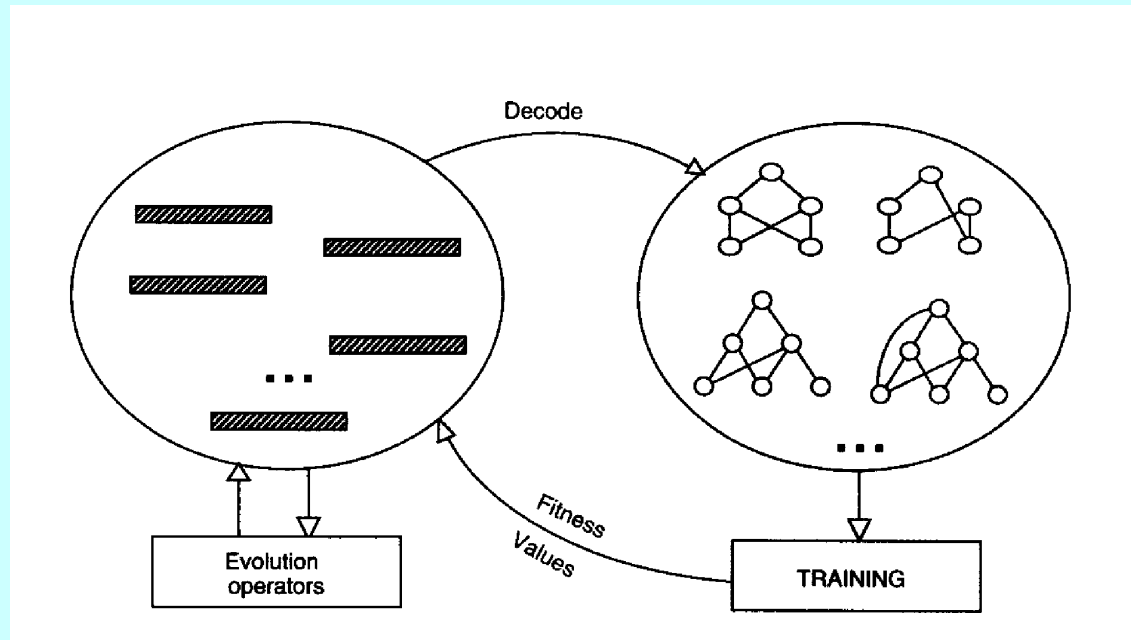 Decode
Fitness
Values
Evolution
operators
TRAINING